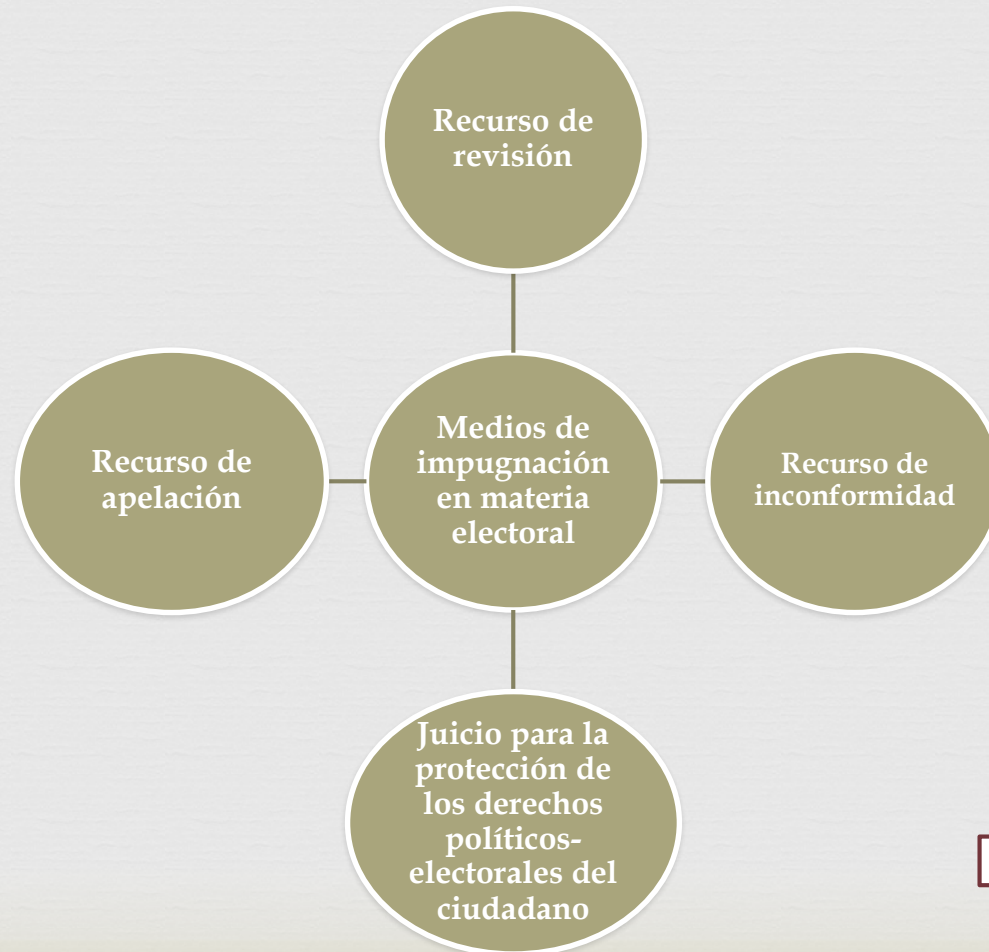 Recurso de
revisión
Recurso de
apelación
Medios de
impugnación
en materia
electoral
Recurso de
inconformidad
Juicio para la
protección de
los derechos
políticos-
electorales del
ciudadano